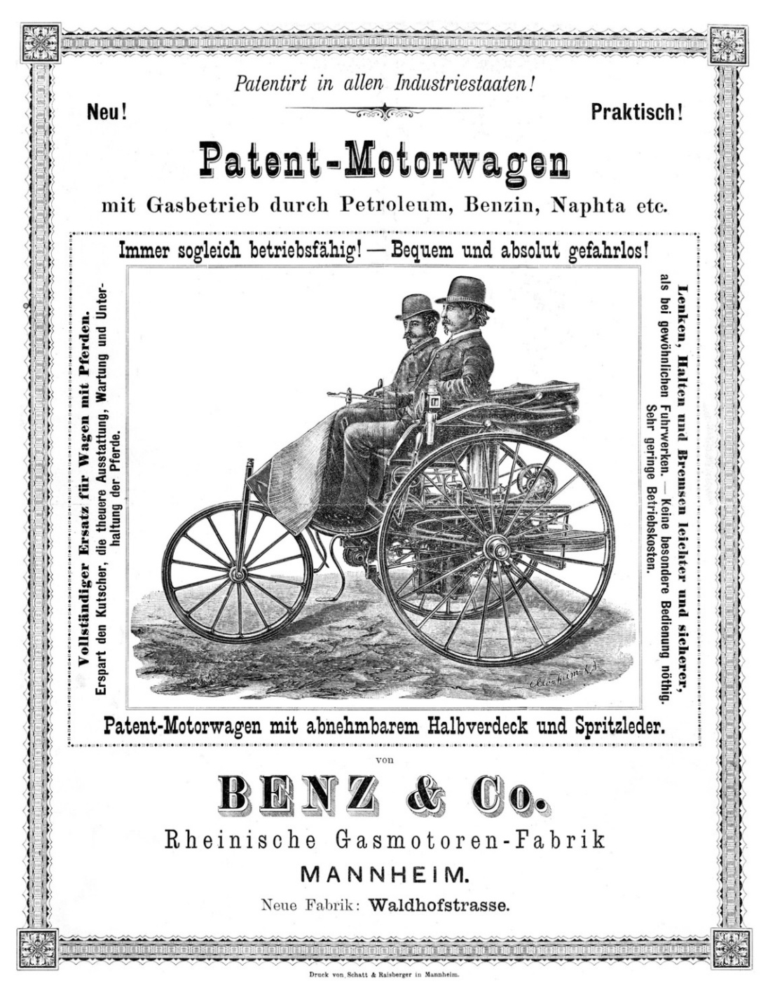 Patentirt in allen Industriestaaten!
Neu!
Praktisch!
Patent-Motorwagen
mit Gasbetrieb durch Petroleum, Benzin, Naphta etc.
Immer sogleich betriebsfähig! — Bequem und absolut gefahrlos!
Vollständiger Ersatz für Wagen mit Pferden.
Erspart den Kutscher, die theuere Ausstattung, Wartung und Unter-
haltung der Pferde.
Lenken, Halten und Bremsen leichter und sicherer,
als bei gewöhnlichen Fuhrwerken. — Keine besondere Bedienung nöthig.
Sehr geringe Betriebskosten.
Patent-Motorwagen mit abnehmbarem Halbverdeck und Spritzleder.
von
BENZ & Co.
Rheinische Gasmotoren-Fabrik
MANNHEIM.
Neue Fabrik: Waldhofstrasse.
Druck von Schatt & Raisberger in Mannheim.